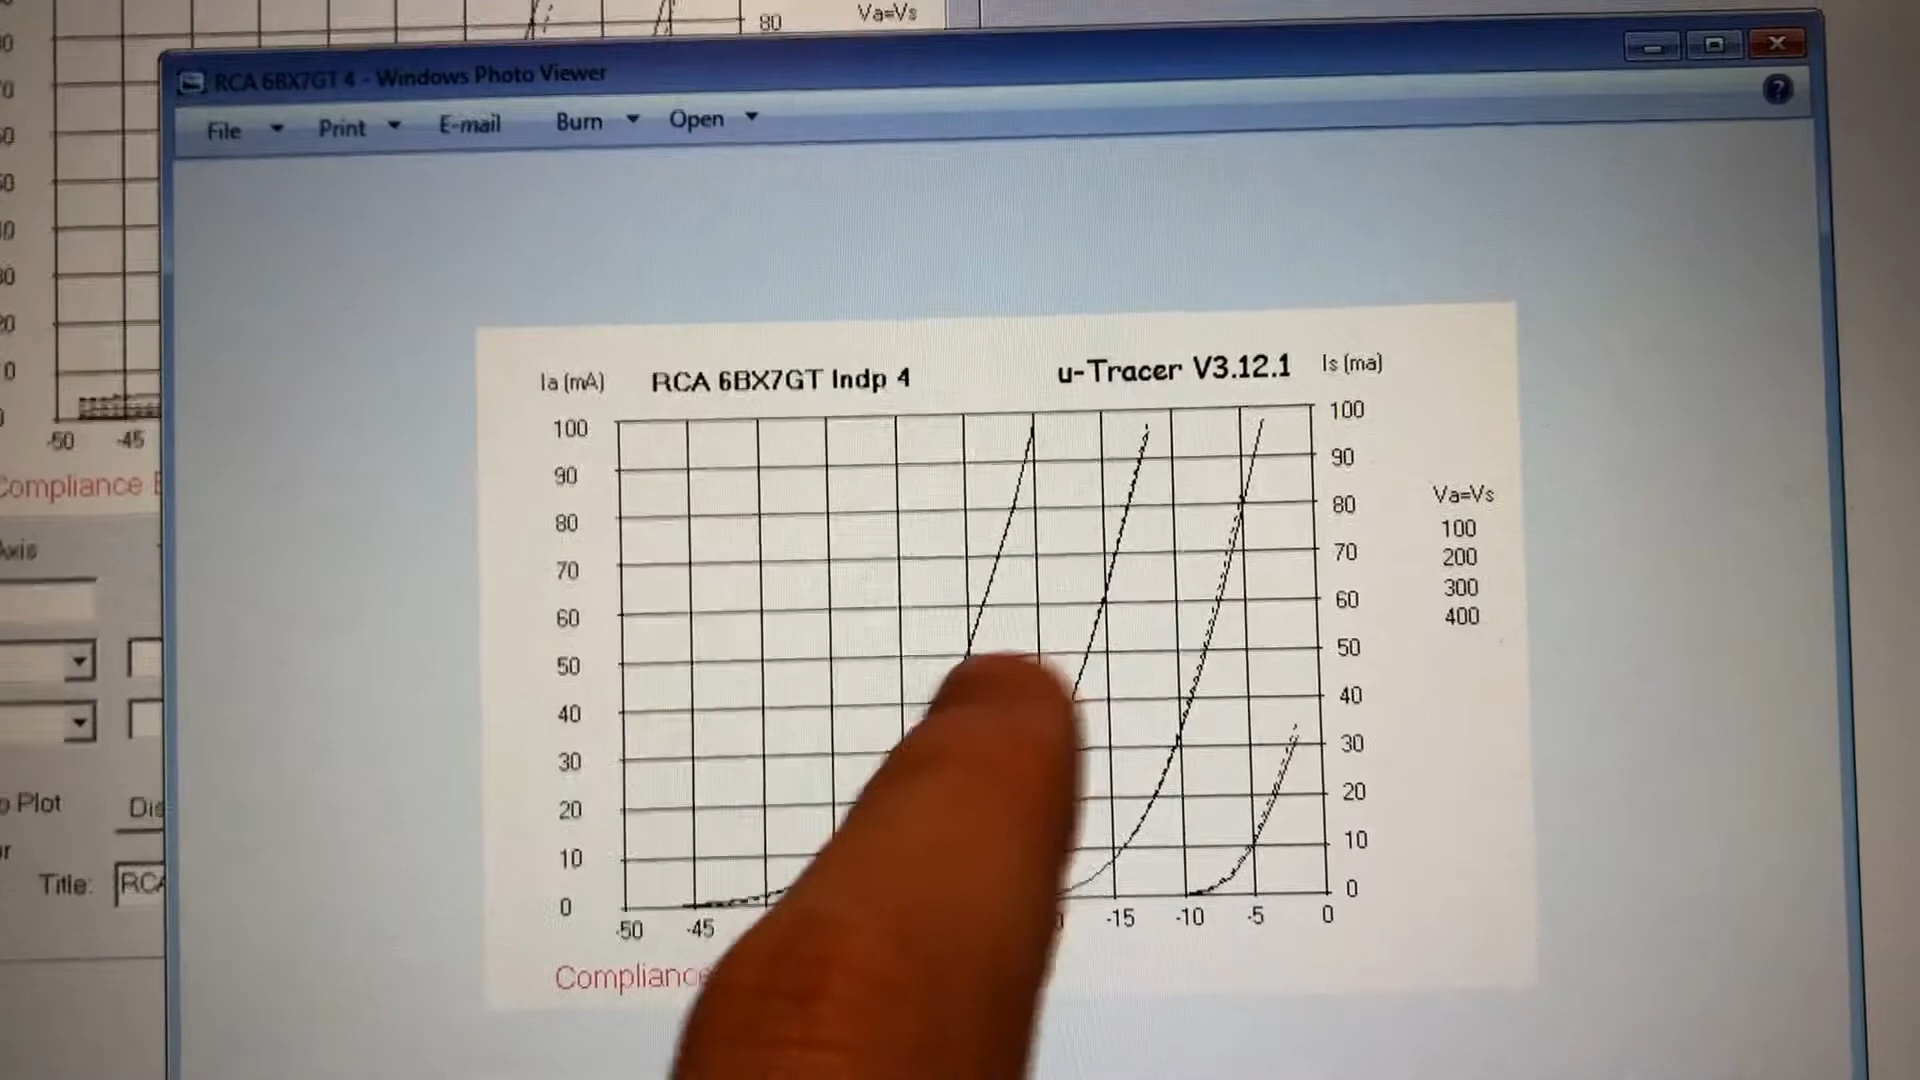 80
Va=Vs
RCA 6BX7GT 4 - Windows Photo Viewer
File
Print
E-mail
Burn
Open
Ia (mA)
RCA 6BX7GT Indp 4
u-Tracer V3.12.1
Is (ma)
100
90
80
70
60
50
40
30
20
10
0
100
90
80
70
60
50
40
30
20
10
0
Va=Vs
100
200
300
400
-50
-45
-15
-10
-5
0
-50
-45
Compliance
Axis
Plot
Title: